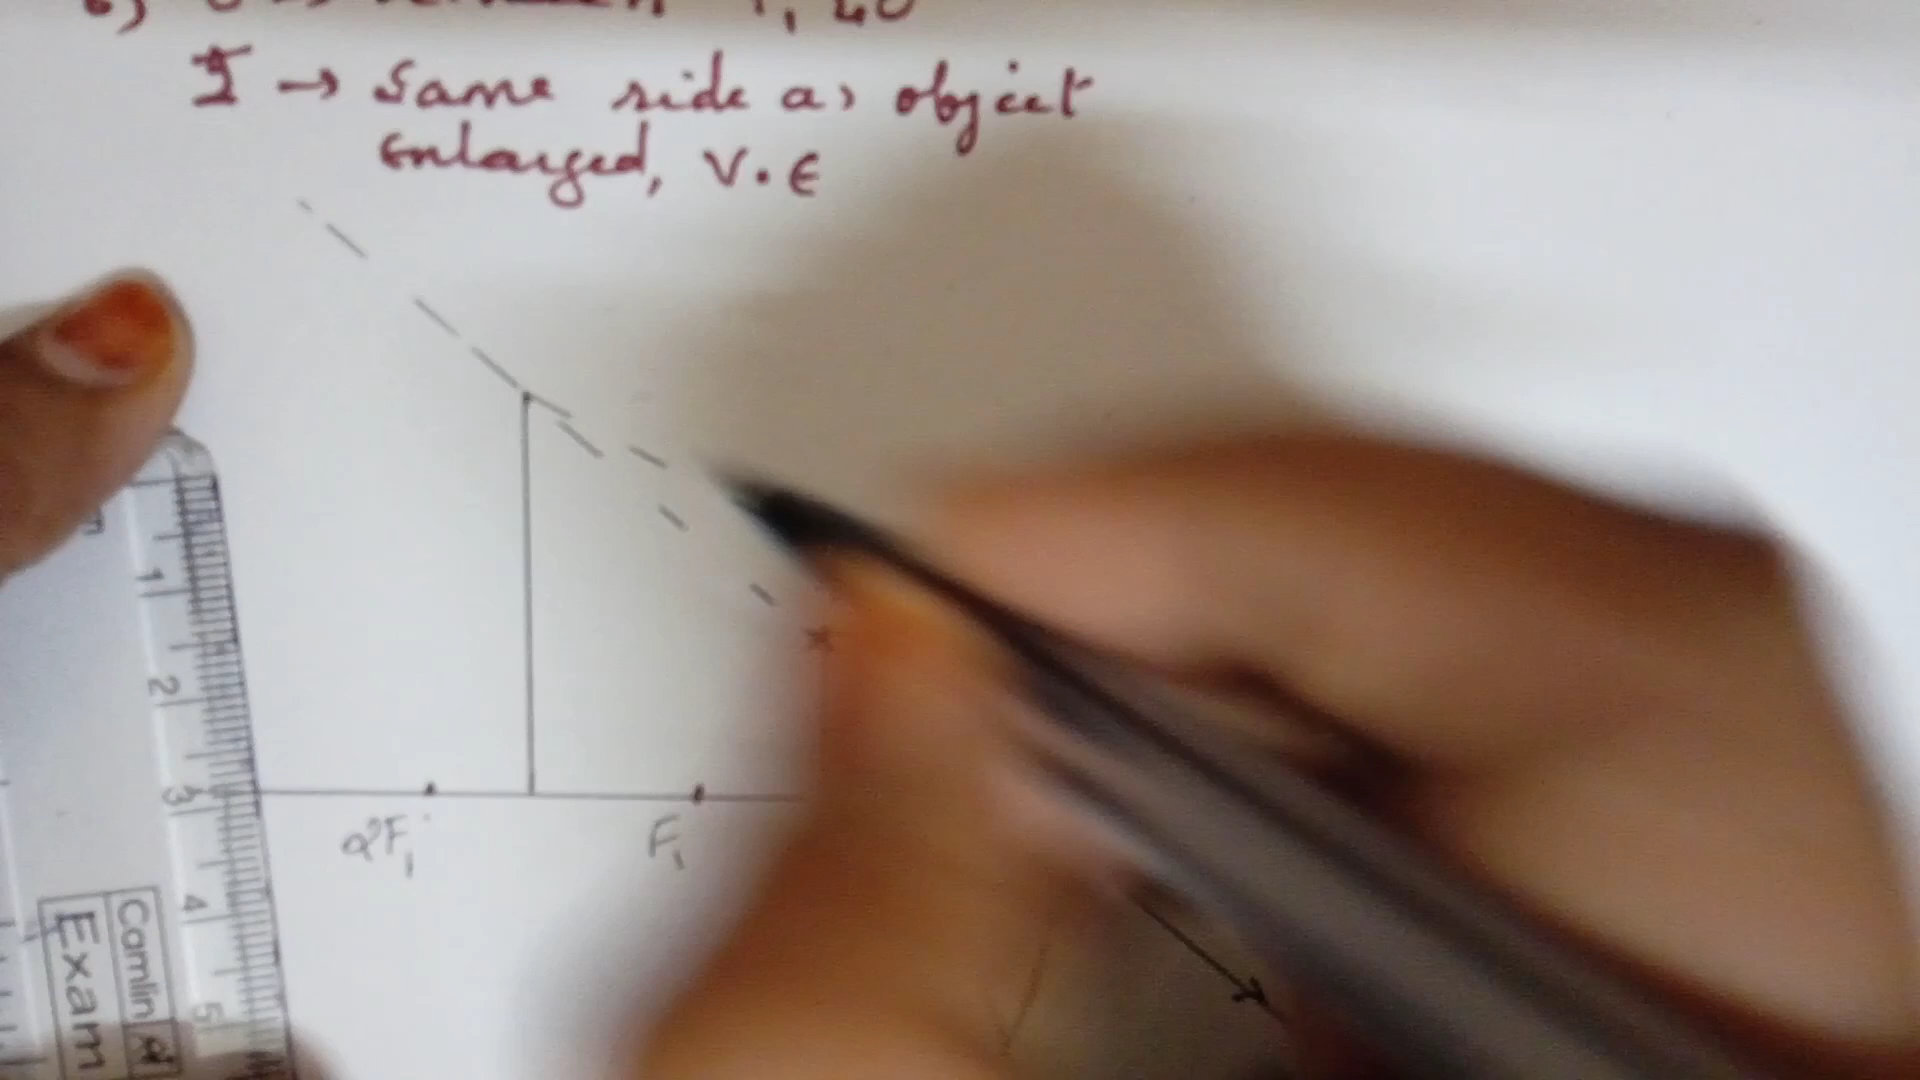 I → Same side as object
Enlarged, V. E
2F₁
F₁
1
2
3
4
5
Camlin
Exam